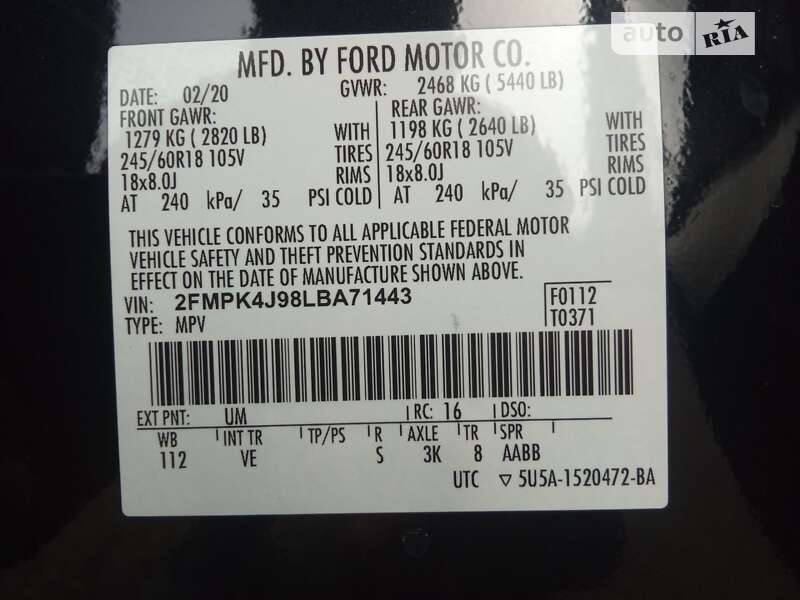 auto RIA
MFD. BY FORD MOTOR CO.
DATE: 02/20 GVWR: 2468 KG ( 5440 LB)
FRONT GAWR: REAR GAWR:
1279 KG ( 2820 LB) WITH 1198 KG ( 2640 LB) WITH
245/60R18 105V TIRES 245/60R18 105V TIRES
18x8.0J RIMS 18x8.0J RIMS
AT 240 kPa/ 35 PSI COLD AT 240 kPa/ 35 PSI COLD
THIS VEHICLE CONFORMS TO ALL APPLICABLE FEDERAL MOTOR
VEHICLE SAFETY AND THEFT PREVENTION STANDARDS IN
EFFECT ON THE DATE OF MANUFACTURE SHOWN ABOVE.
VIN: 2FMPK4J98LBA71443 F0112
TYPE: MPV T0371
EXT PNT: UM RC: 16 DSO:
WB INT TR TP/PS R AXLE TR SPR
112 VE S 3K 8 AABB
UTC ▽ 5U5A-1520472-BA